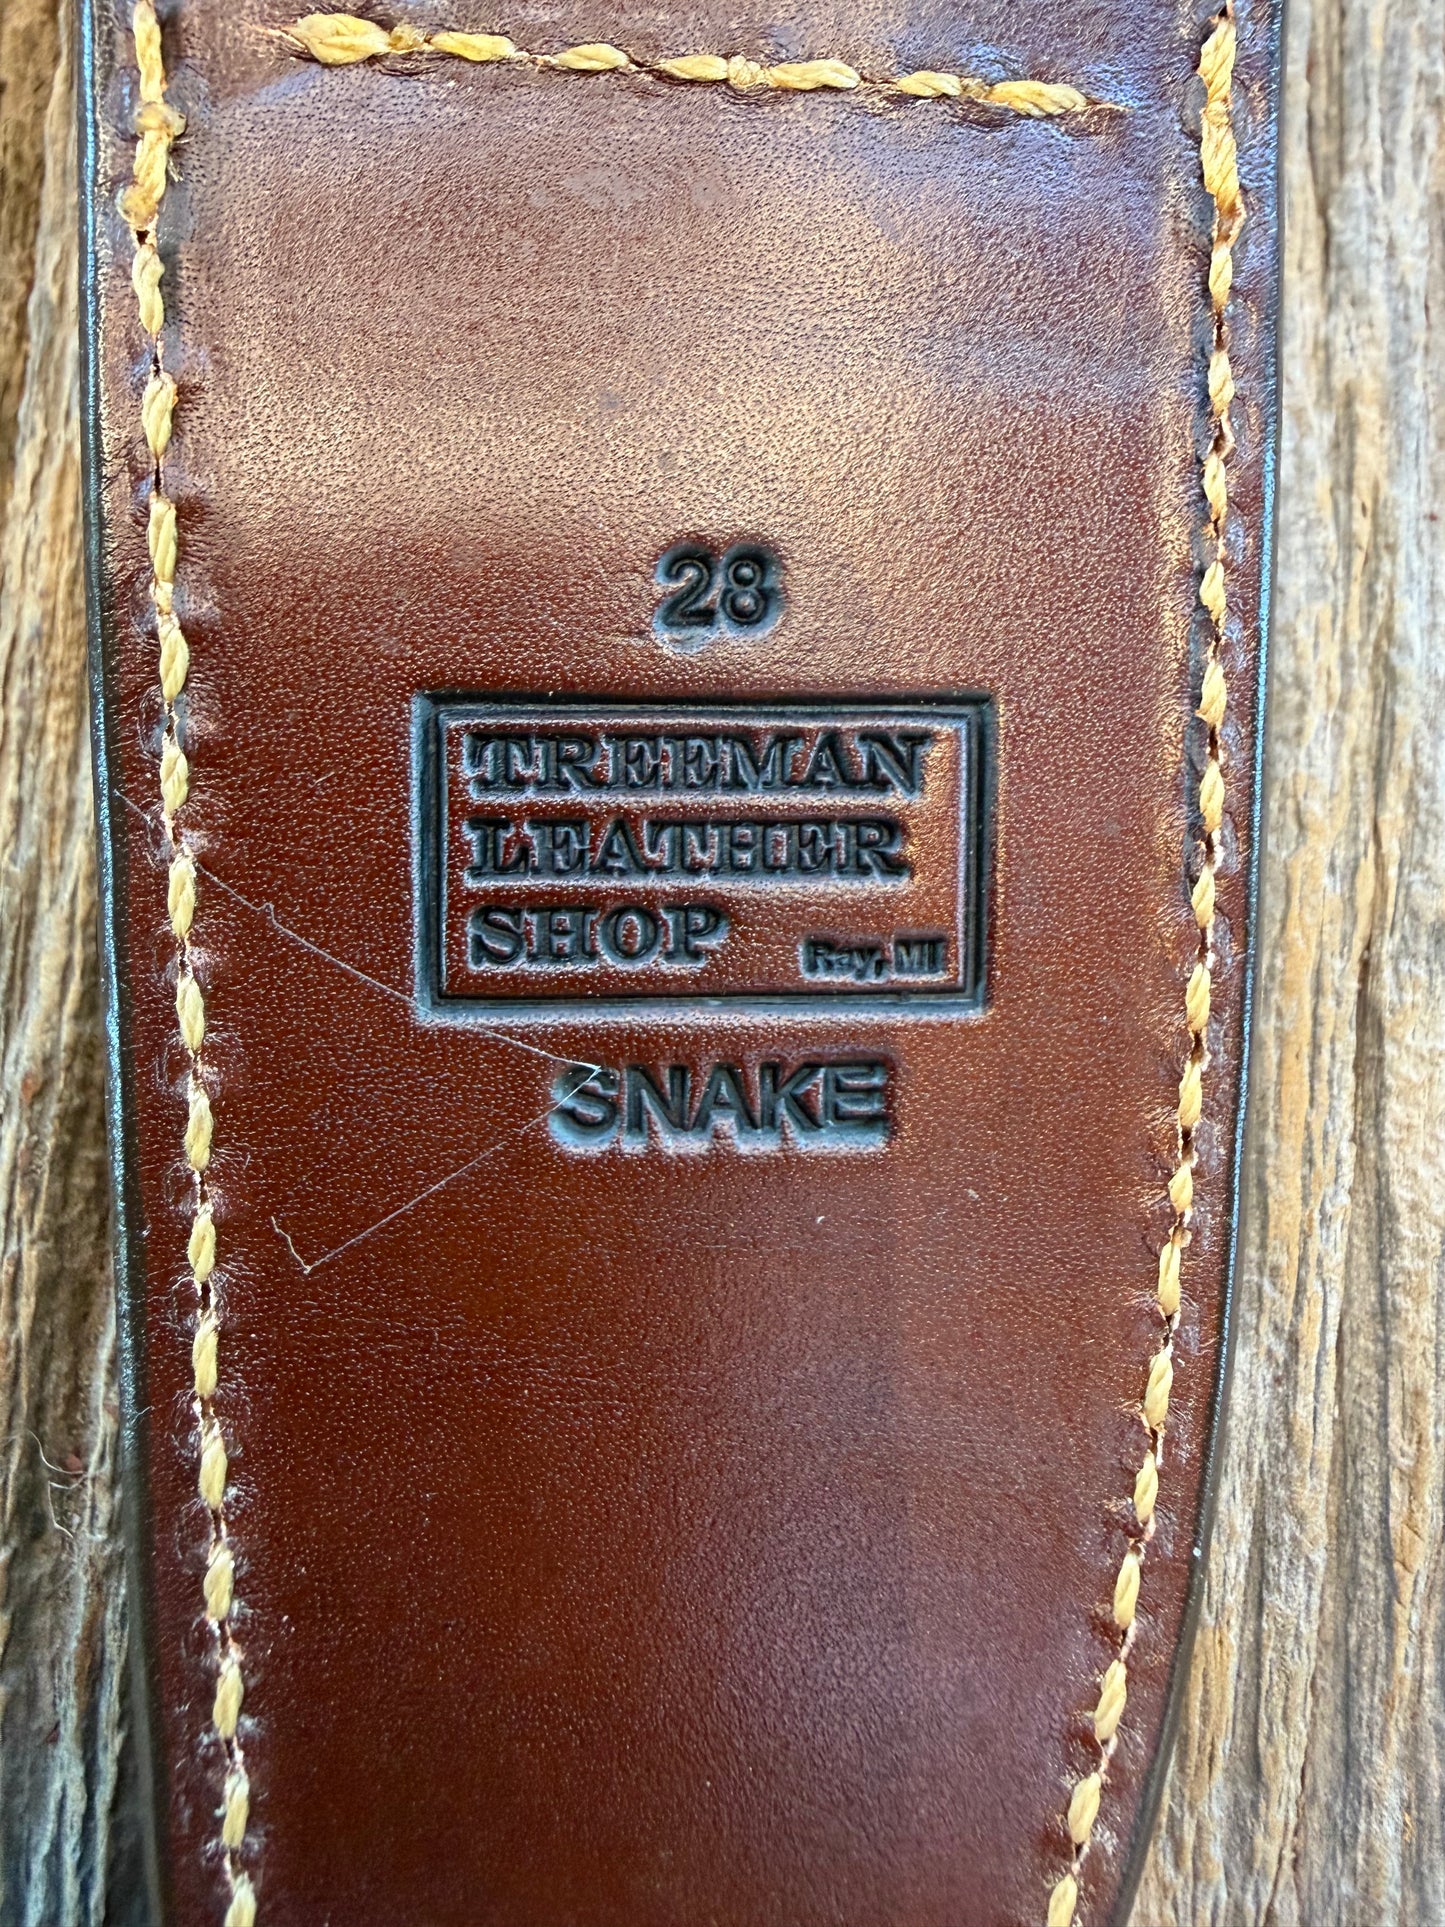 28
TREEMAN
LEATHER
SHOP Ray, MI
SNAKE